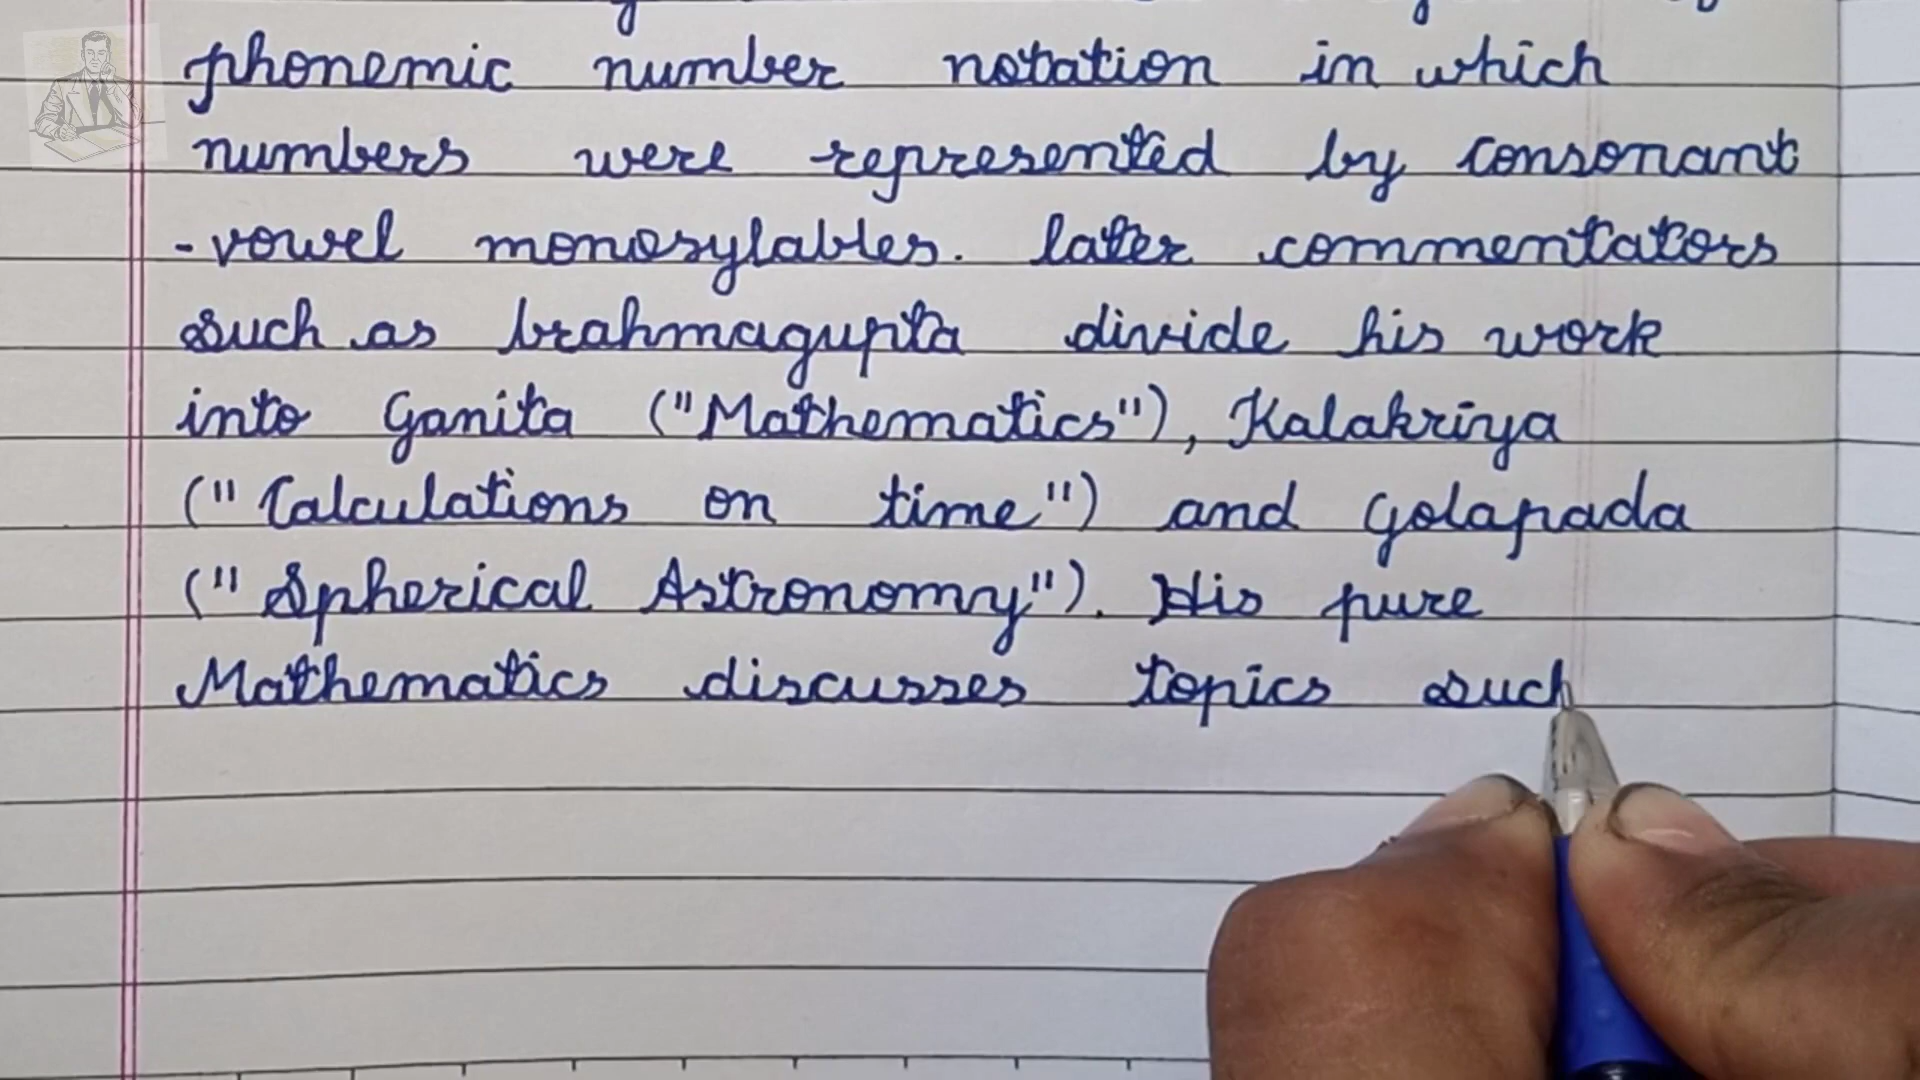 phonemic number notation in which
numbers were represented by consonant
-vowel monosylables. later commentators
such as brahmagupta divide his work
into Ganita ("Mathematics"), Kalakriya
("Calculations on time") and Golapada
("Spherical Astronomy"). His pure
Mathematics discusses topics such